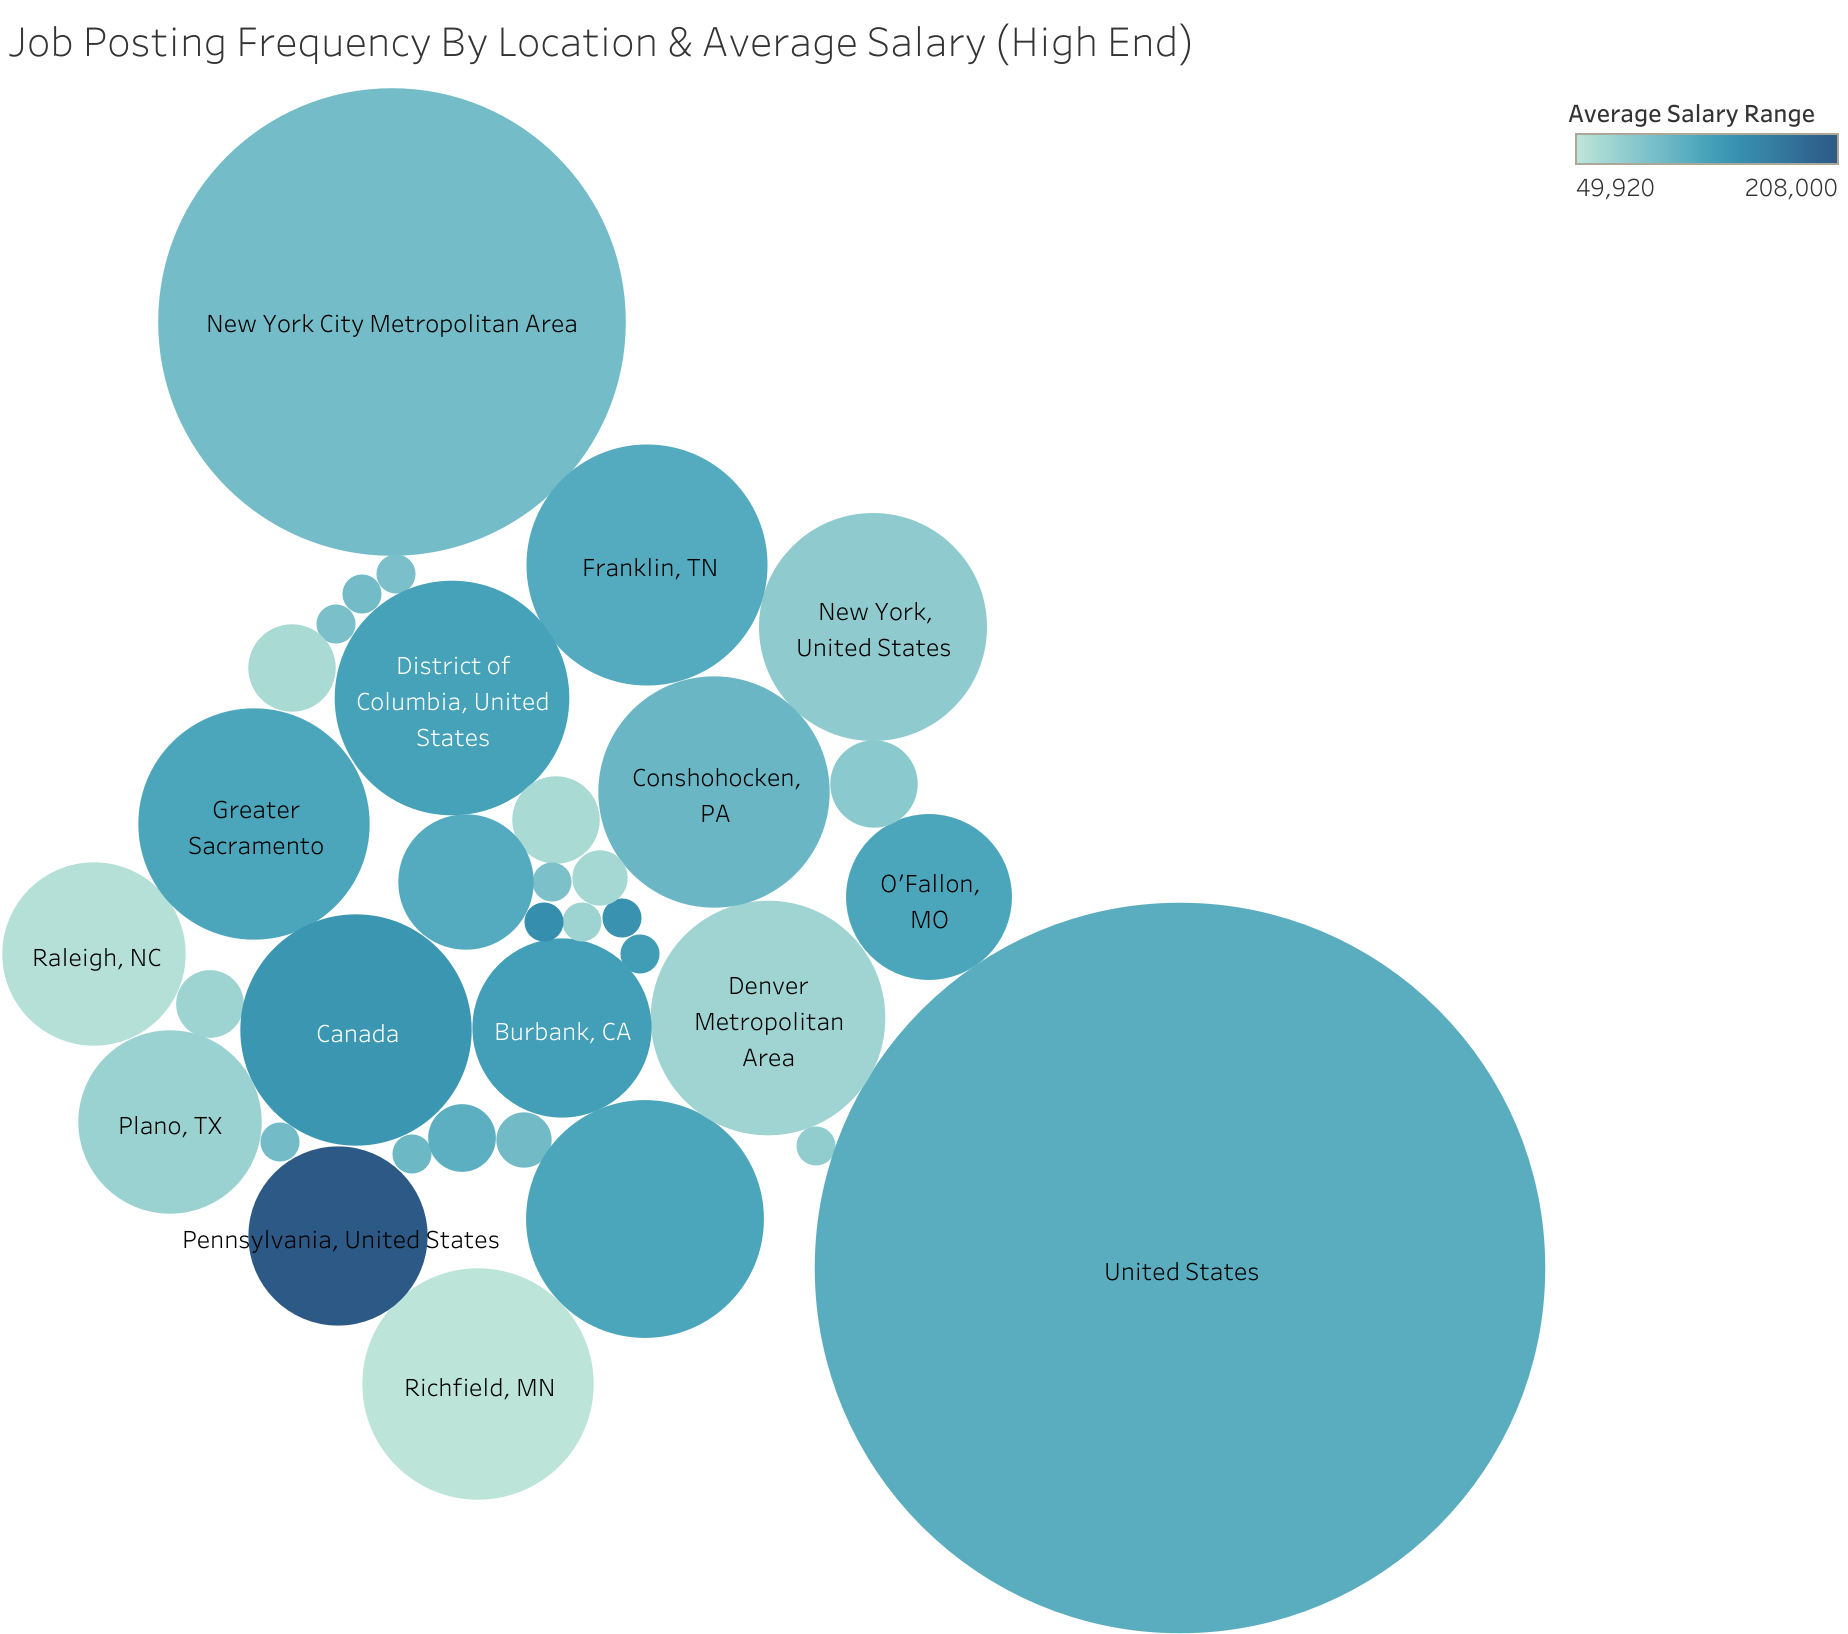 Job Posting Frequency By Location & Average Salary (High End)
Average Salary Range
49,920 208,000
New York City Metropolitan Area
Franklin, TN
New York,
United States
District of
Columbia, United
States
Conshohocken,
PA
Greater
Sacramento
O'Fallon,
MO
Raleigh, NC
Canada
Burbank, CA
Denver
Metropolitan
Area
Plano, TX
Pennsylvania, United States
United States
Richfield, MN